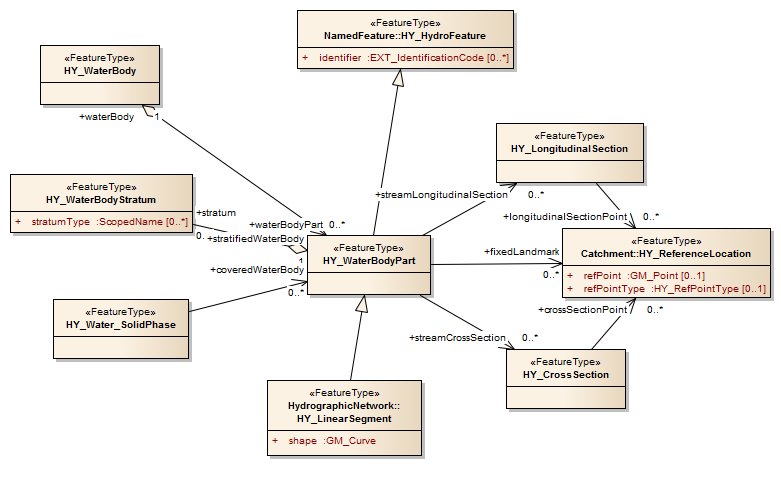 «FeatureType»
NamedFeature::HY_HydroFeature
+ identifier :EXT_IdentificationCode [0..*]
«FeatureType»
HY_WaterBody
+waterBody 1
«FeatureType»
HY_LongitudinalSection
«FeatureType»
HY_WaterBodyStratum
+ stratumType :ScopedName [0..*]
+streamLongitudinalSection 0..*
+stratum
+waterBodyPart 0..*
+longitudinalSectionPoint 0..*
0..
+stratifiedWaterBody
1
«FeatureType»
HY_WaterBodyPart
+fixedLandmark
0..*
«FeatureType»
Catchment::HY_ReferenceLocation
+ refPoint :GM_Point [0..1]
+ refPointType :HY_RefPointType [0..1]
+coveredWaterBody
0..*
«FeatureType»
HY_Water_SolidPhase
+crossSectionPoint 0..*
+streamCrossSection 0..*
«FeatureType»
HY_CrossSection
«FeatureType»
HydrographicNetwork::
HY_LinearSegment
+ shape :GM_Curve